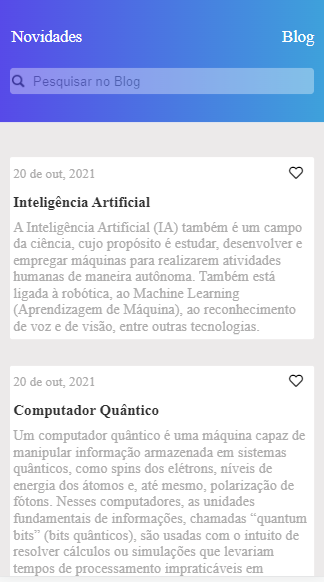 Novidades Blog
Pesquisar no Blog
20 de out, 2021
Inteligência Artificial
A Inteligência Artificial (IA) também é um campo
da ciência, cujo propósito é estudar, desenvolver e
empregar máquinas para realizarem atividades
humanas de maneira autônoma. Também está
ligada à robótica, ao Machine Learning
(Aprendizagem de Máquina), ao reconhecimento
de voz e de visão, entre outras tecnologias.
20 de out, 2021
Computador Quântico
Um computador quântico é uma máquina capaz de
manipular informação armazenada em sistemas
quânticos, como spins dos elétrons, níveis de
energia dos átomos e, até mesmo, polarização de
fótons. Nesses computadores, as unidades
fundamentais de informações, chamadas “quantum
bits” (bits quânticos), são usadas com o intuito de
resolver cálculos ou simulações que levariam
tempos de processamento impraticáveis em